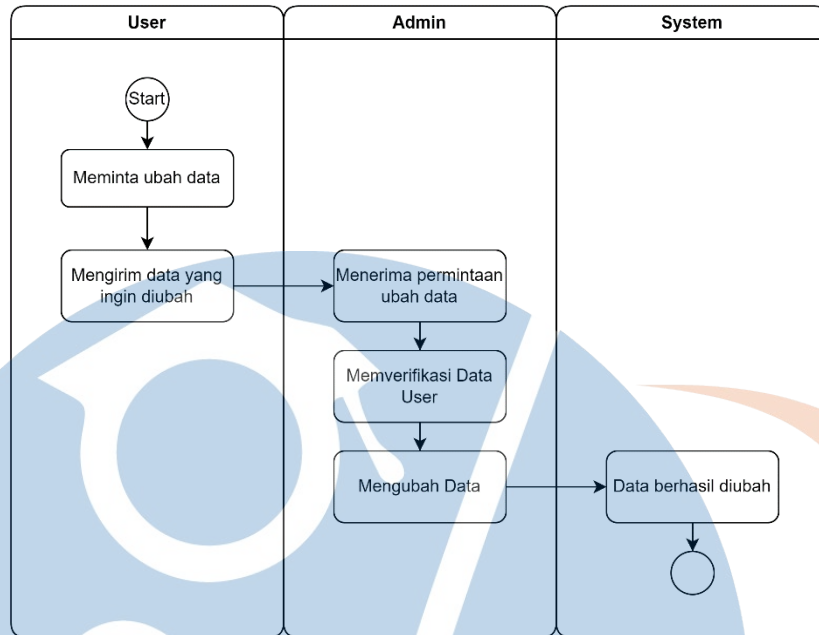 User
Admin
System
Start
Meminta ubah data
Mengirim data yang
ingin diubah
Menerima permintaan
ubah data
Memverifikasi Data
User
Mengubah Data
Data berhasil diubah